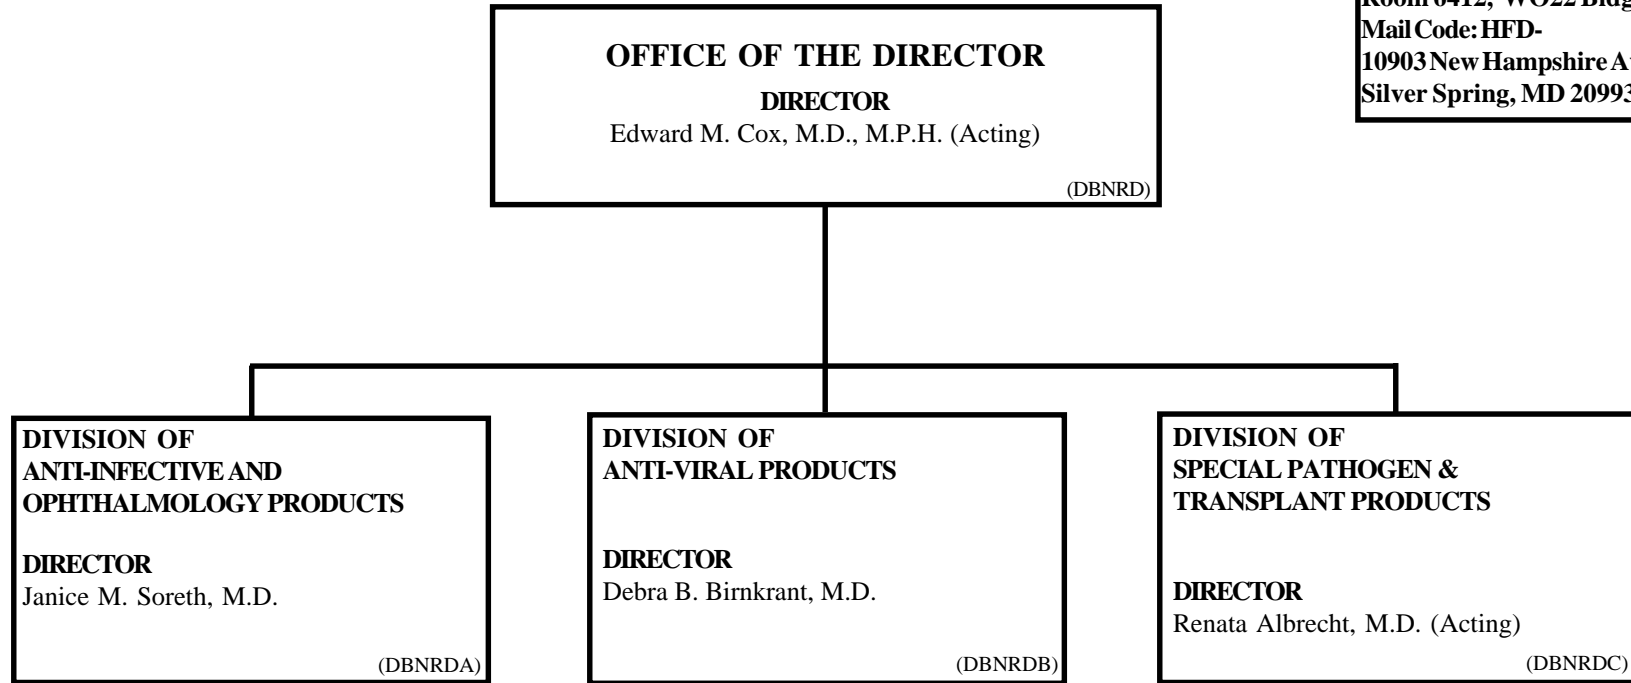 Mail Code: HFD-
10903 New Hampshire
Silver Spring, MD 20993
OFFICE OF THE DIRECTOR
DIRECTOR
Edward M. Cox, M.D., M.P.H. (Acting)
(DBNRD)
DIVISION OF
ANTI-INFECTIVE AND
OPHTHALMOLOGY PRODUCTS
DIRECTOR
Janice M. Soreth, M.D.
(DBNRDA)
DIVISION OF
ANTI-VIRAL PRODUCTS
DIRECTOR
Debra B. Birnkrant, M.D.
(DBNRDB)
DIVISION OF
SPECIAL PATHOGEN &
TRANSPLANT PRODUCTS
DIRECTOR
Renata Albrecht, M.D. (Acting)
(DBNRDC)